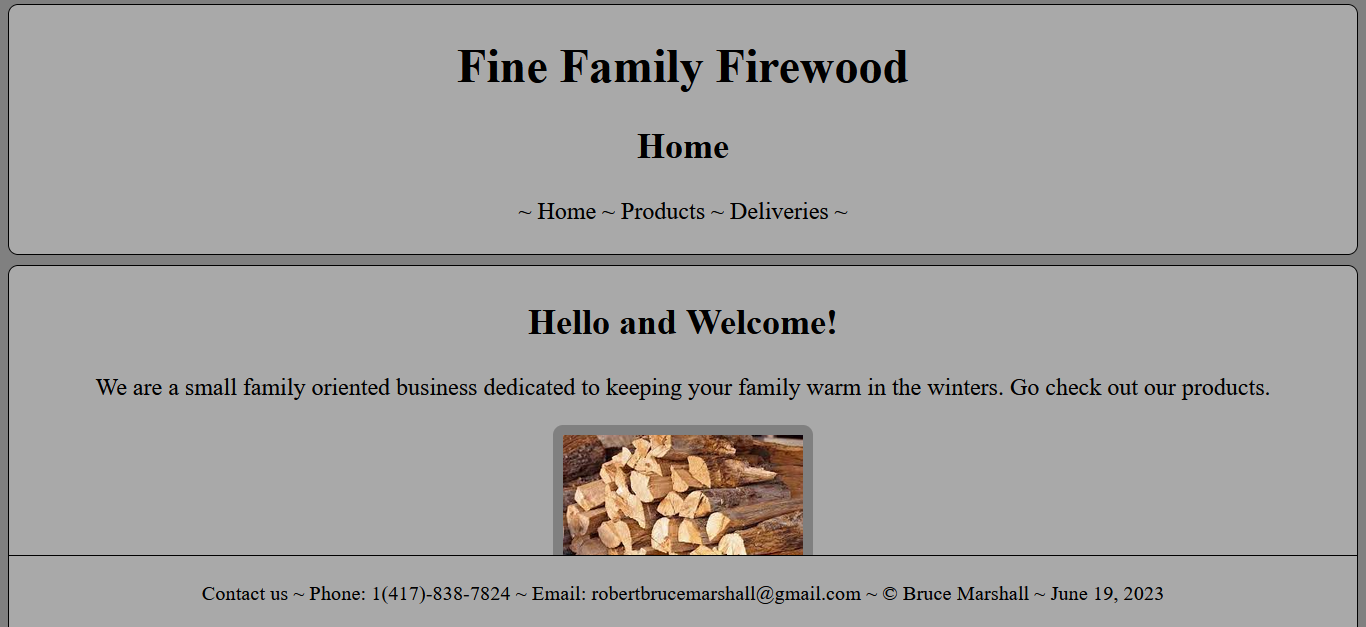 Fine Family Firewood
Home
~ Home ~ Products ~ Deliveries ~
Hello and Welcome!
We are a small family oriented business dedicated to keeping your family warm in the winters. Go check out our products.
Contact us ~ Phone: 1(417)-838-7824 ~ Email: robertbrucemarshall@gmail.com ~ © Bruce Marshall ~ June 19, 2023